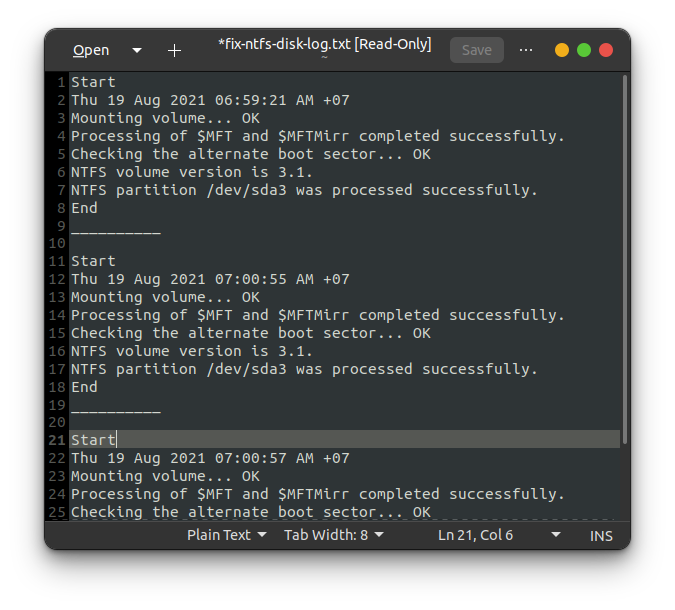 Open
*fix-ntfs-disk-log.txt [Read-Only]
~
Save
1 Start
2 Thu 19 Aug 2021 06:59:21 AM +07
3 Mounting volume... OK
4 Processing of $MFT and $MFTMirr completed successfully.
5 Checking the alternate boot sector... OK
6 NTFS volume version is 3.1.
7 NTFS partition /dev/sda3 was processed successfully.
8 End
9 __________
10
11 Start
12 Thu 19 Aug 2021 07:00:55 AM +07
13 Mounting volume... OK
14 Processing of $MFT and $MFTMirr completed successfully.
15 Checking the alternate boot sector... OK
16 NTFS volume version is 3.1.
17 NTFS partition /dev/sda3 was processed successfully.
18 End
19 __________
20
21 Start
22 Thu 19 Aug 2021 07:00:57 AM +07
23 Mounting volume... OK
24 Processing of $MFT and $MFTMirr completed successfully.
25 Checking the alternate boot sector... OK
Plain Text Tab Width: 8 Ln 21, Col 6 INS